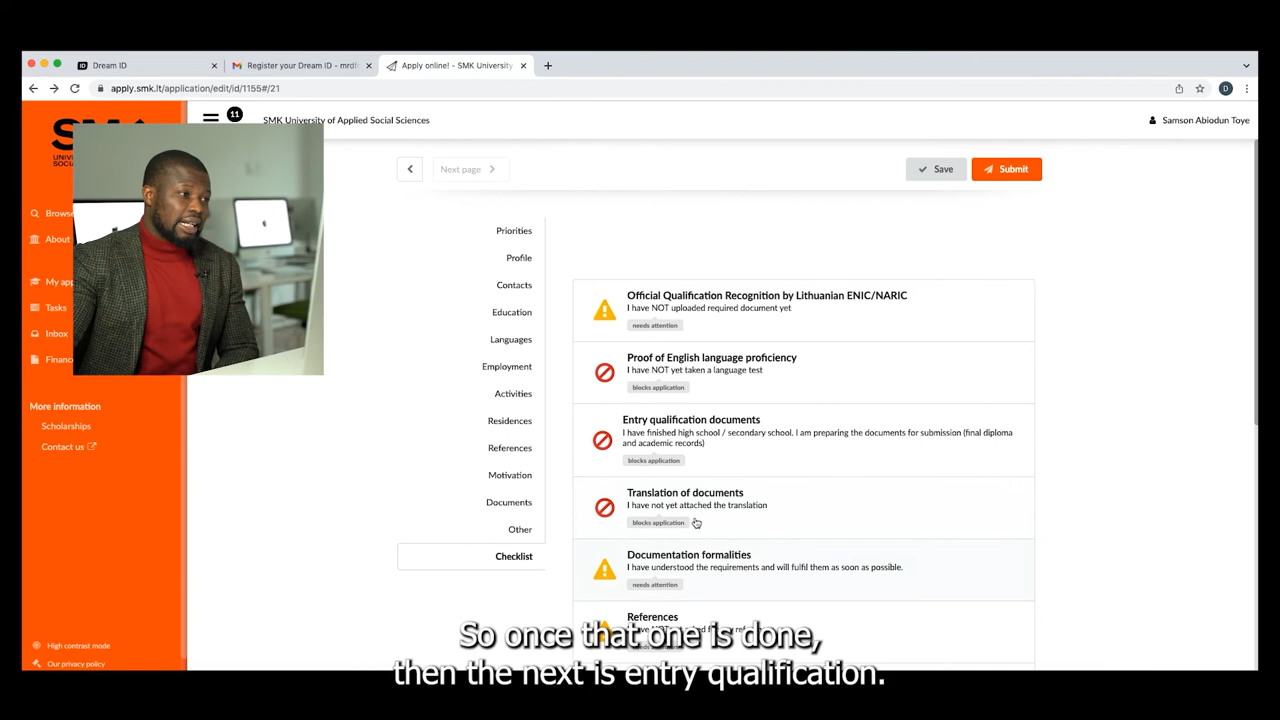 Dream ID
Register your Dream ID - mrdfc
Apply online! - SMK University
apply.smk.lt/application/edit/id/1155#/21
11
SMK University of Applied Social Sciences
Samson Abiodun Toye
SM
UNIV
SOCI
Browse
About
My app
Tasks
Inbox
Finance
More information
Scholarships
Contact us
High contrast mode
Our privacy policy
Next page
Save
Submit
Priorities
Profile
Contacts
Education
Languages
Employment
Activities
Residences
References
Motivation
Documents
Other
Checklist
Official Qualification Recognition by Lithuanian ENIC/NARIC
I have NOT uploaded required document yet
needs attention
Proof of English language proficiency
I have NOT yet taken a language test
blocks application
Entry qualification documents
I have finished high school / secondary school. I am preparing the documents for submission (final diploma
and academic records)
blocks application
Translation of documents
I have not yet attached the translation
blocks application
Documentation formalities
I have understood the requirements and will fulfil them as soon as possible.
needs attention
References
So once that one is done,
then the next is entry qualification.